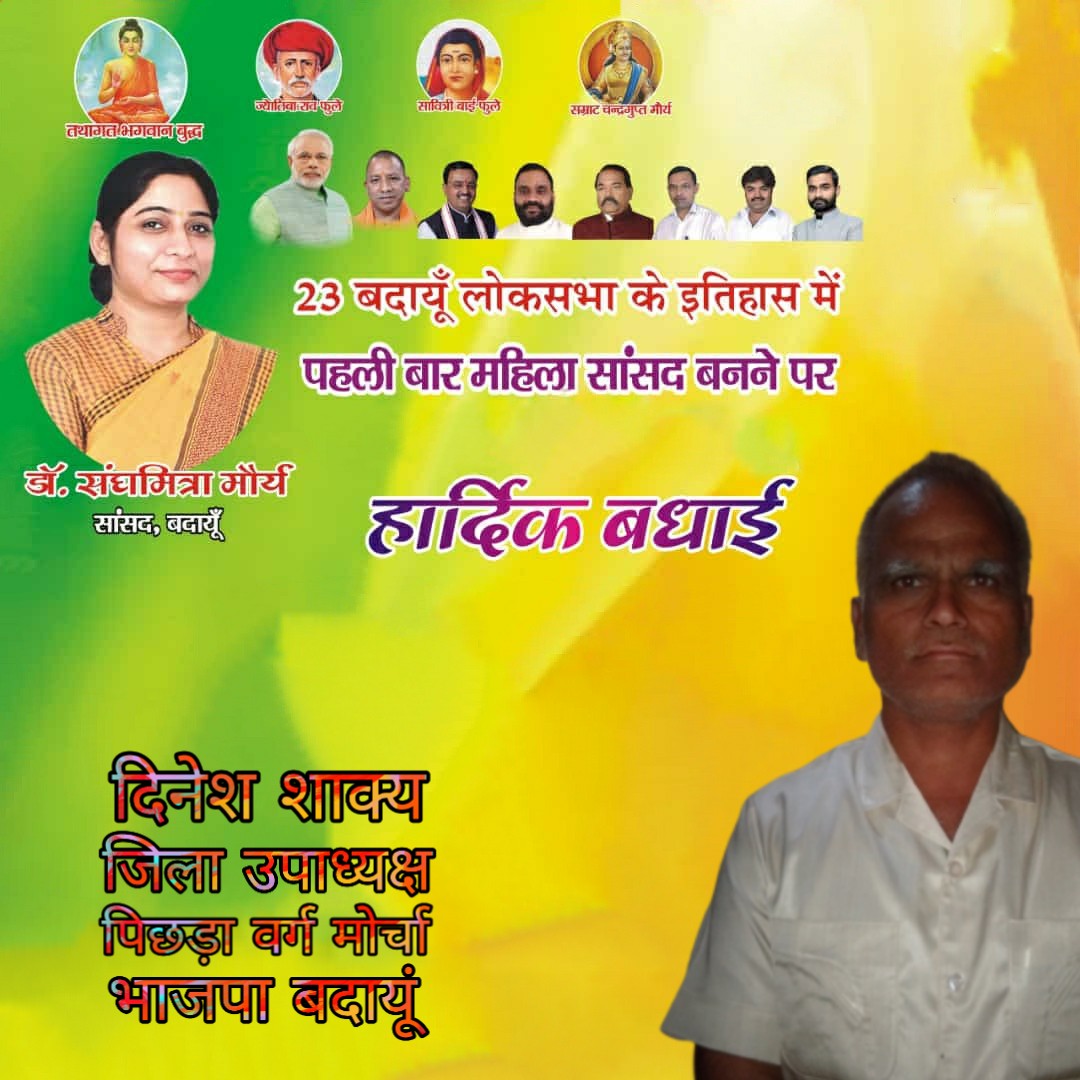 तथागत भगवान बुद्ध
ज्योतिबा राव फुले
सावित्री बाई फुले
सम्राट चन्द्रगुप्त मौर्य
23 बदायूँ लोकसभा के इतिहास में
पहली बार महिला सांसद बनने पर
डॉ. संघमित्रा मौर्य
सांसद, बदायूँ
हार्दिक बधाई
दिनेश शाक्य
जिला उपाध्यक्ष
पिछड़ा वर्ग मोर्चा
भाजपा बदायूं